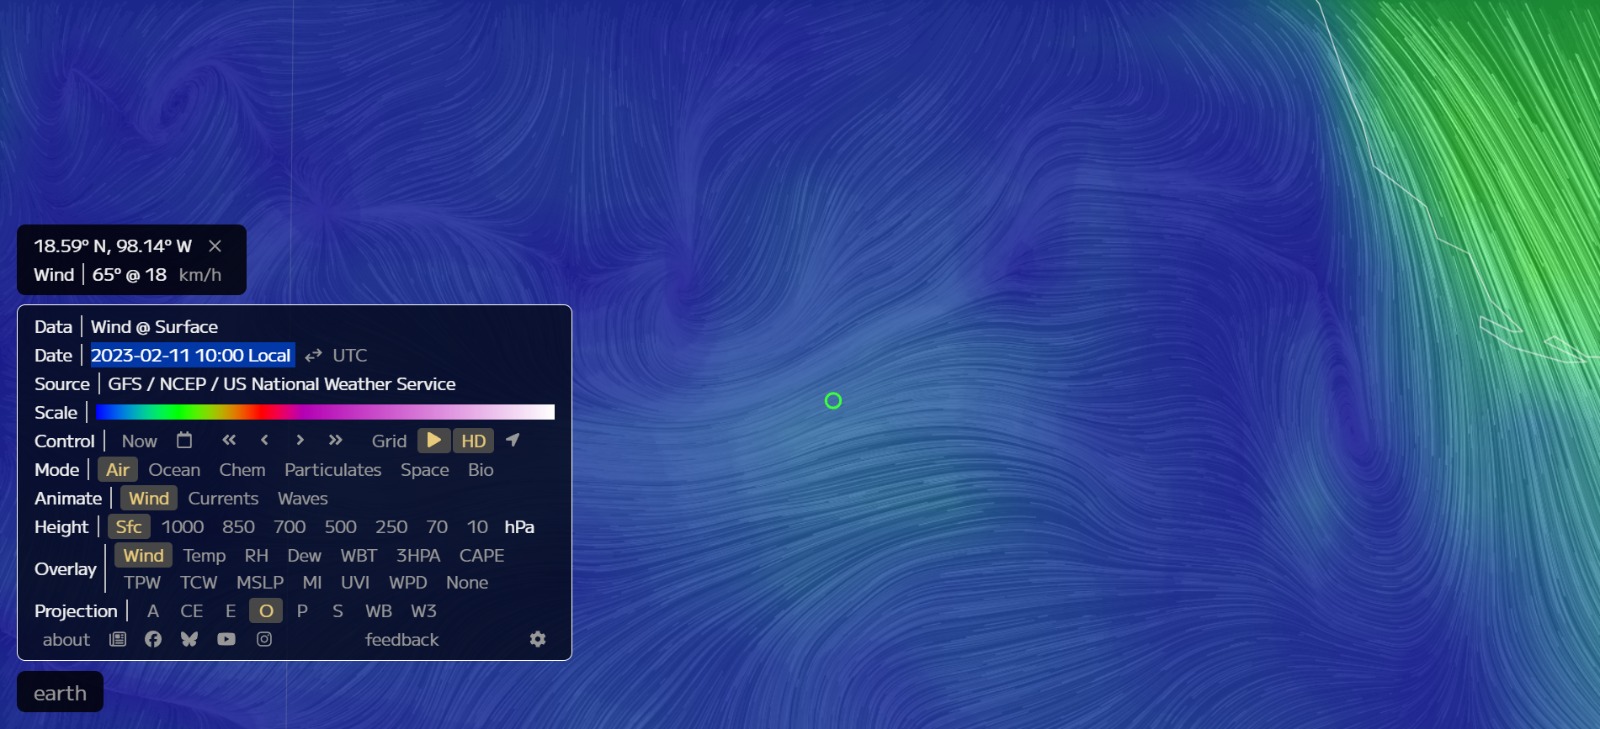 18.59° N, 98.14° W ×
Wind | 65° @ 18 km/h
Data | Wind @ Surface
Date | 2023-02-11 10:00 Local UTC
Source | GFS / NCEP / US National Weather Service
Scale |
Control | Now Grid HD
Mode | Air Ocean Chem Particulates Space Bio
Animate | Wind Currents Waves
Height | Sfc 1000 850 700 500 250 70 10 hPa
Overlay | Wind Temp RH Dew WBT 3HPA CAPE
TPW TCW MSLP MI UVI WPD None
Projection | A CE E O P S WB W3
about feedback
earth